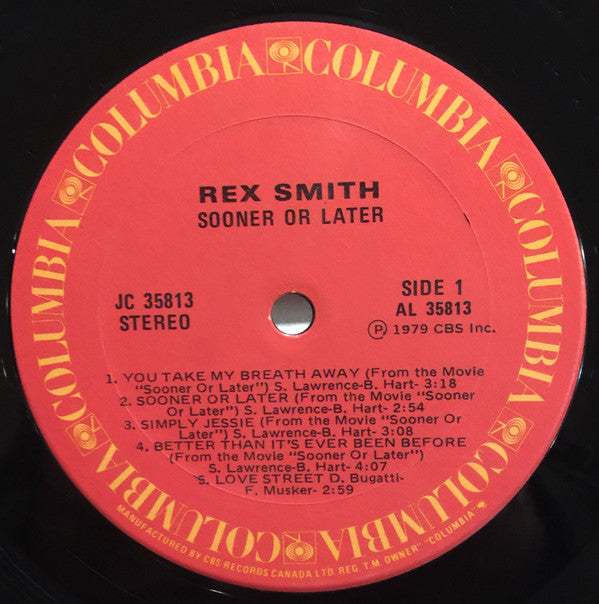 COLUMBIA COLUMBIA COLUMBIA COLUMBIA COLUMBIA COLUMBIA COLUMBIA
REX SMITH
SOONER OR LATER
JC 35813
STEREO
SIDE 1
AL 35813
Ⓟ 1979 CBS Inc.
1. YOU TAKE MY BREATH AWAY (From the Movie
"Sooner Or Later") S. Lawrence-B. Hart- 3:18
2. SOONER OR LATER (From the Movie "Sooner
Or Later") S. Lawrence-B. Hart- 2:54
3. SIMPLY JESSIE (From the Movie "Sooner Or
Later") S. Lawrence-B. Hart- 3:08
4. BETTER THAN IT'S EVER BEEN BEFORE
(From the Movie "Sooner Or Later")
S. Lawrence-B. Hart- 4:07
5. LOVE STREET D. Bugatti-
F. Musker- 2:59
MANUFACTURED BY CBS RECORDS CANADA LTD. REG. T.M. OWNER "COLUMBIA"